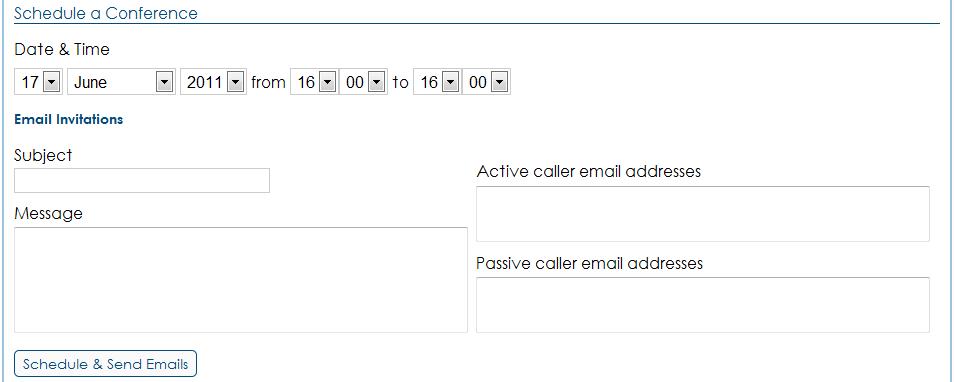 Schedule a Conference
Date & Time
17 June 2011 from 16 00 to 16 00
Email Invitations
Subject
Active caller email addresses
Message
Passive caller email addresses
Schedule & Send Emails